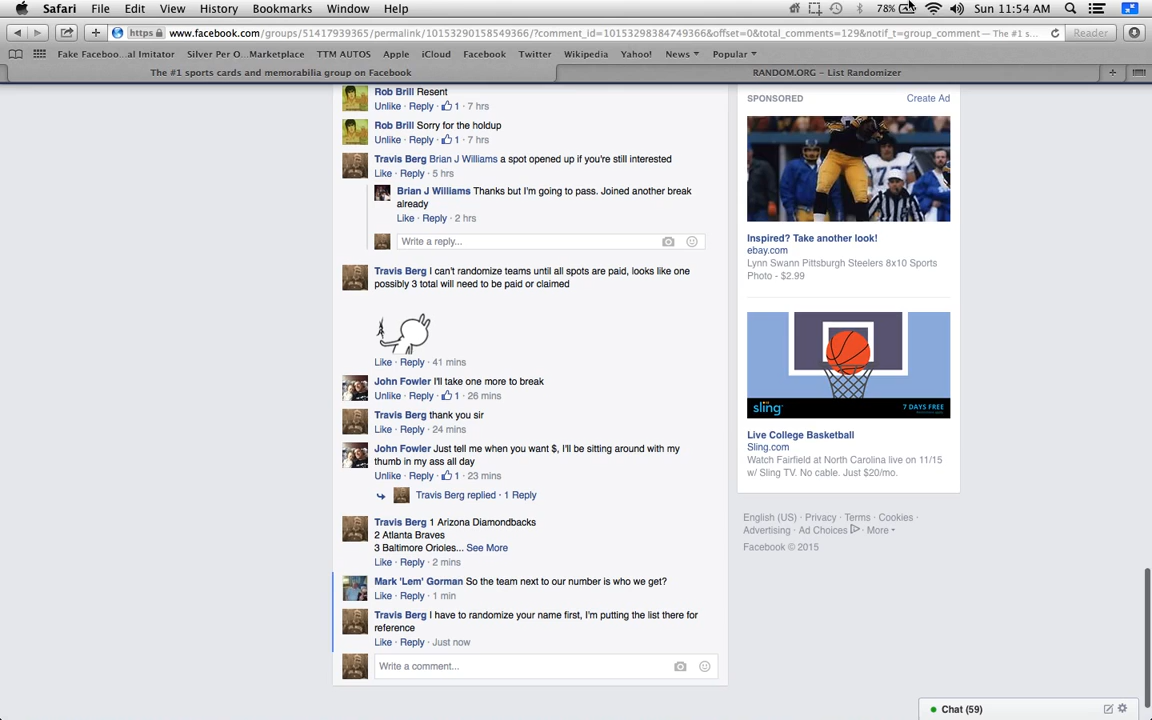 Safari File Edit View History Bookmarks Window Help 78% Sun 11:54 AM
https www.facebook.com/groups/51417939365/permalink/10153290158549366/?comment_id=10153298384749366&offset=0&total_comments=129&notif_t=group_comment — The #1 s... Reader
Fake Faceboo...al Imitator Silver Per O...Marketplace TTM AUTOS Apple iCloud Facebook Twitter Wikipedia Yahoo! News Popular
The #1 sports cards and memorabilia group on Facebook RANDOM.ORG – List Randomizer
Rob Brill Resent
Unlike · Reply · 1 · 7 hrs
Rob Brill Sorry for the holdup
Unlike · Reply · 1 · 7 hrs
Travis Berg Brian J Williams a spot opened up if you're still interested
Like · Reply · 5 hrs
Brian J Williams Thanks but I'm going to pass. Joined another break
already
Like · Reply · 2 hrs
Write a reply...
Travis Berg I can't randomize teams until all spots are paid, looks like one
possibly 3 total will need to be paid or claimed
Like · Reply · 41 mins
John Fowler I'll take one more to break
Unlike · Reply · 1 · 26 mins
Travis Berg thank you sir
Like · Reply · 24 mins
John Fowler Just tell me when you want $, I'll be sitting around with my
thumb in my ass all day
Unlike · Reply · 1 · 23 mins
Travis Berg replied · 1 Reply
Travis Berg 1 Arizona Diamondbacks
2 Atlanta Braves
3 Baltimore Orioles... See More
Like · Reply · 2 mins
Mark 'Lem' Gorman So the team next to our number is who we get?
Like · Reply · 1 min
Travis Berg I have to randomize your name first, I'm putting the list there for
reference
Like · Reply · Just now
Write a comment...
SPONSORED Create Ad
Inspired? Take another look!
ebay.com
Lynn Swann Pittsburgh Steelers 8x10 Sports
Photo - $2.99
sling 7 DAYS FREE
Live College Basketball
Sling.com
Watch Fairfield at North Carolina live on 11/15
w/ Sling TV. No cable. Just $20/mo.
English (US) · Privacy · Terms · Cookies ·
Advertising · Ad Choices · More
Facebook © 2015
Chat (59)